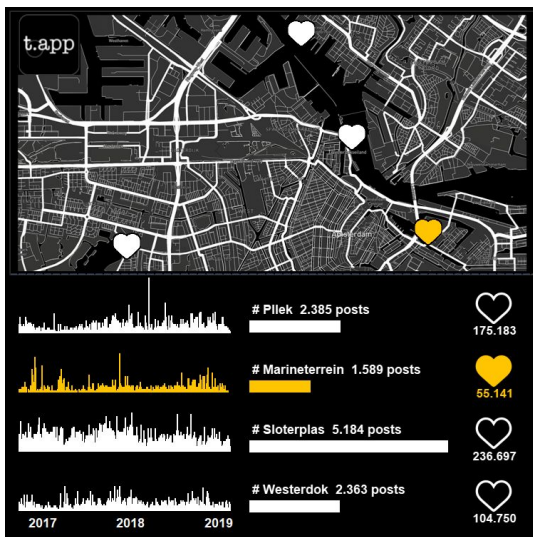 t.app
Amsterdam
# Pllek 2.385 posts
175.183
# Marineterrein 1.589 posts
55.141
# Sloterplas 5.184 posts
236.697
# Westerdok 2.363 posts
104.750
2017 2018 2019